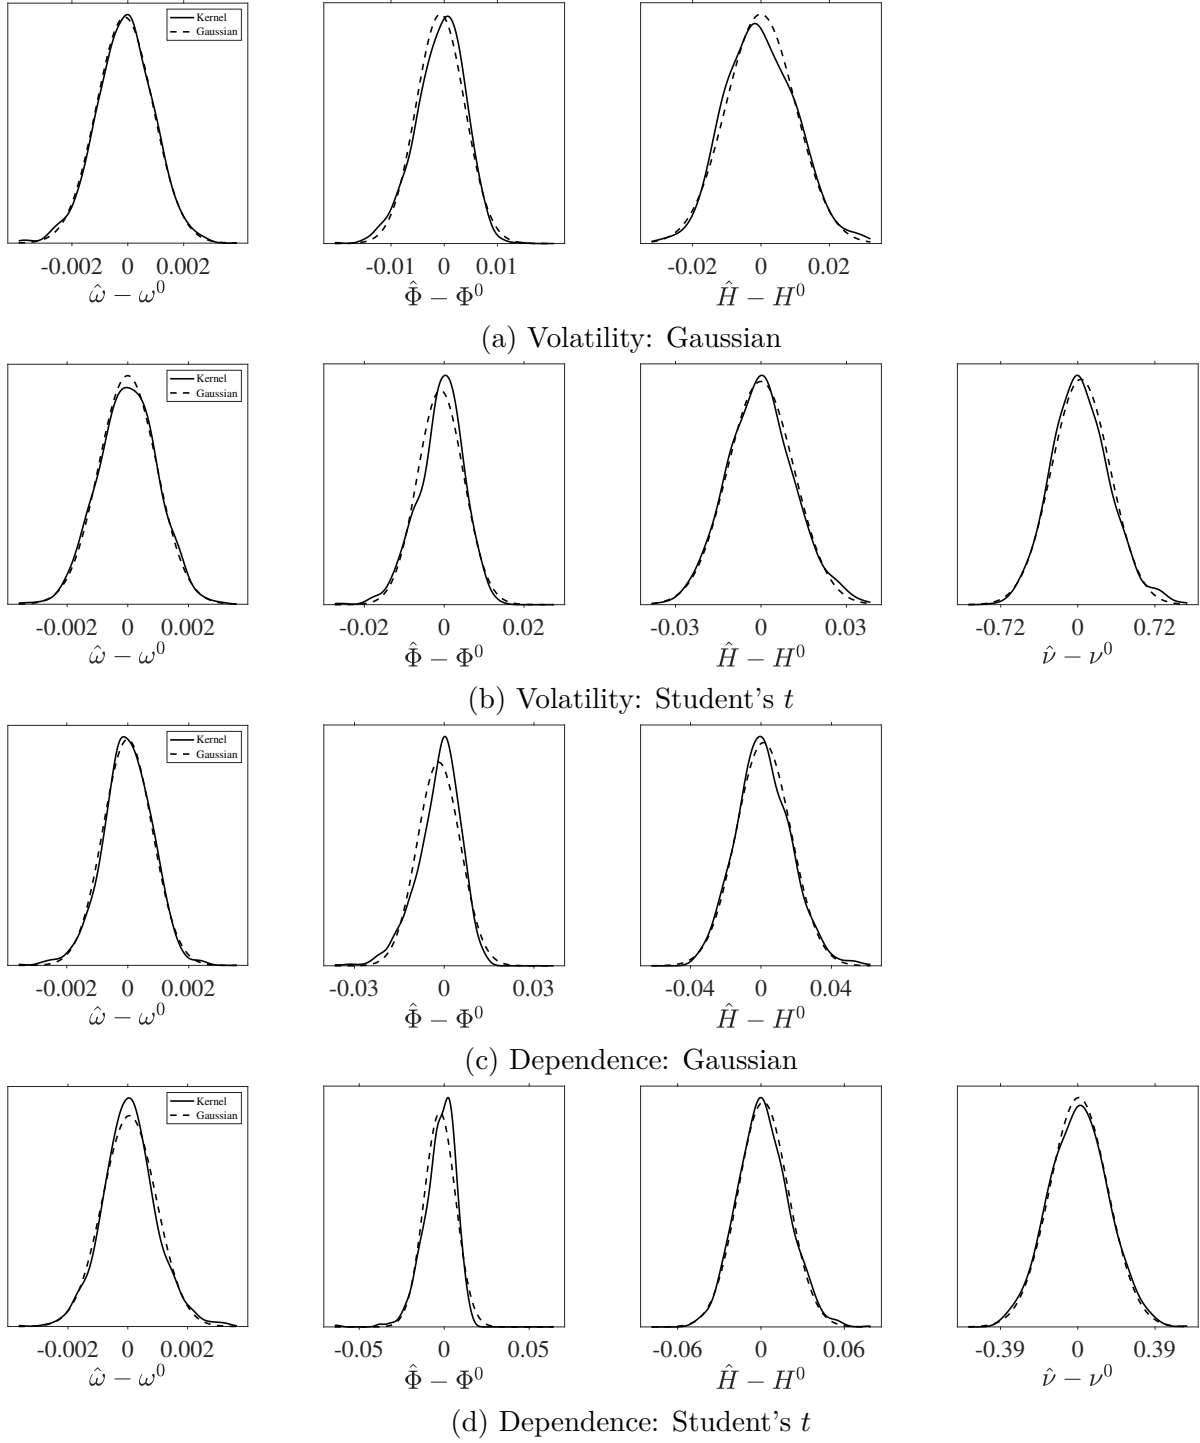 Kernel
Gaussian
-0.002 0 0.002
-0.01 0 0.01
-0.02 0 0.02
ω̂ − ω⁰
Φ̂ − Φ⁰
Ĥ − H⁰
(a) Volatility: Gaussian
Kernel
Gaussian
-0.002 0 0.002
-0.02 0 0.02
-0.03 0 0.03
-0.72 0 0.72
ω̂ − ω⁰
Φ̂ − Φ⁰
Ĥ − H⁰
ν̂ − ν⁰
(b) Volatility: Student's t
Kernel
Gaussian
-0.002 0 0.002
-0.03 0 0.03
-0.04 0 0.04
ω̂ − ω⁰
Φ̂ − Φ⁰
Ĥ − H⁰
(c) Dependence: Gaussian
Kernel
Gaussian
-0.002 0 0.002
-0.05 0 0.05
-0.06 0 0.06
-0.39 0 0.39
ω̂ − ω⁰
Φ̂ − Φ⁰
Ĥ − H⁰
ν̂ − ν⁰
(d) Dependence: Student's t